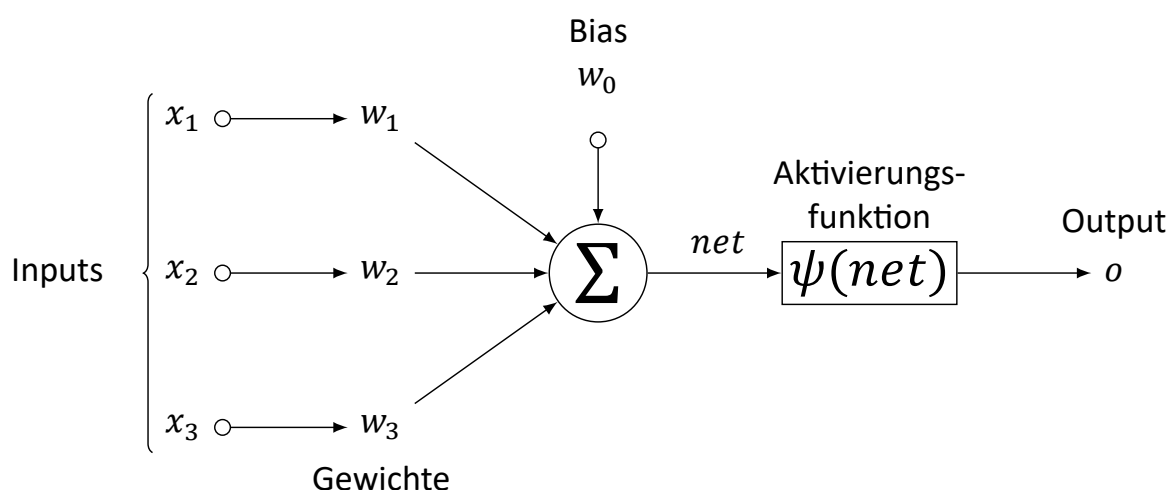 Bias
w₀
x₁ w₁
Aktivierungs-
funktion
Output
Inputs x₂ w₂ Σ net ψ(net) o
x₃ w₃
Gewichte